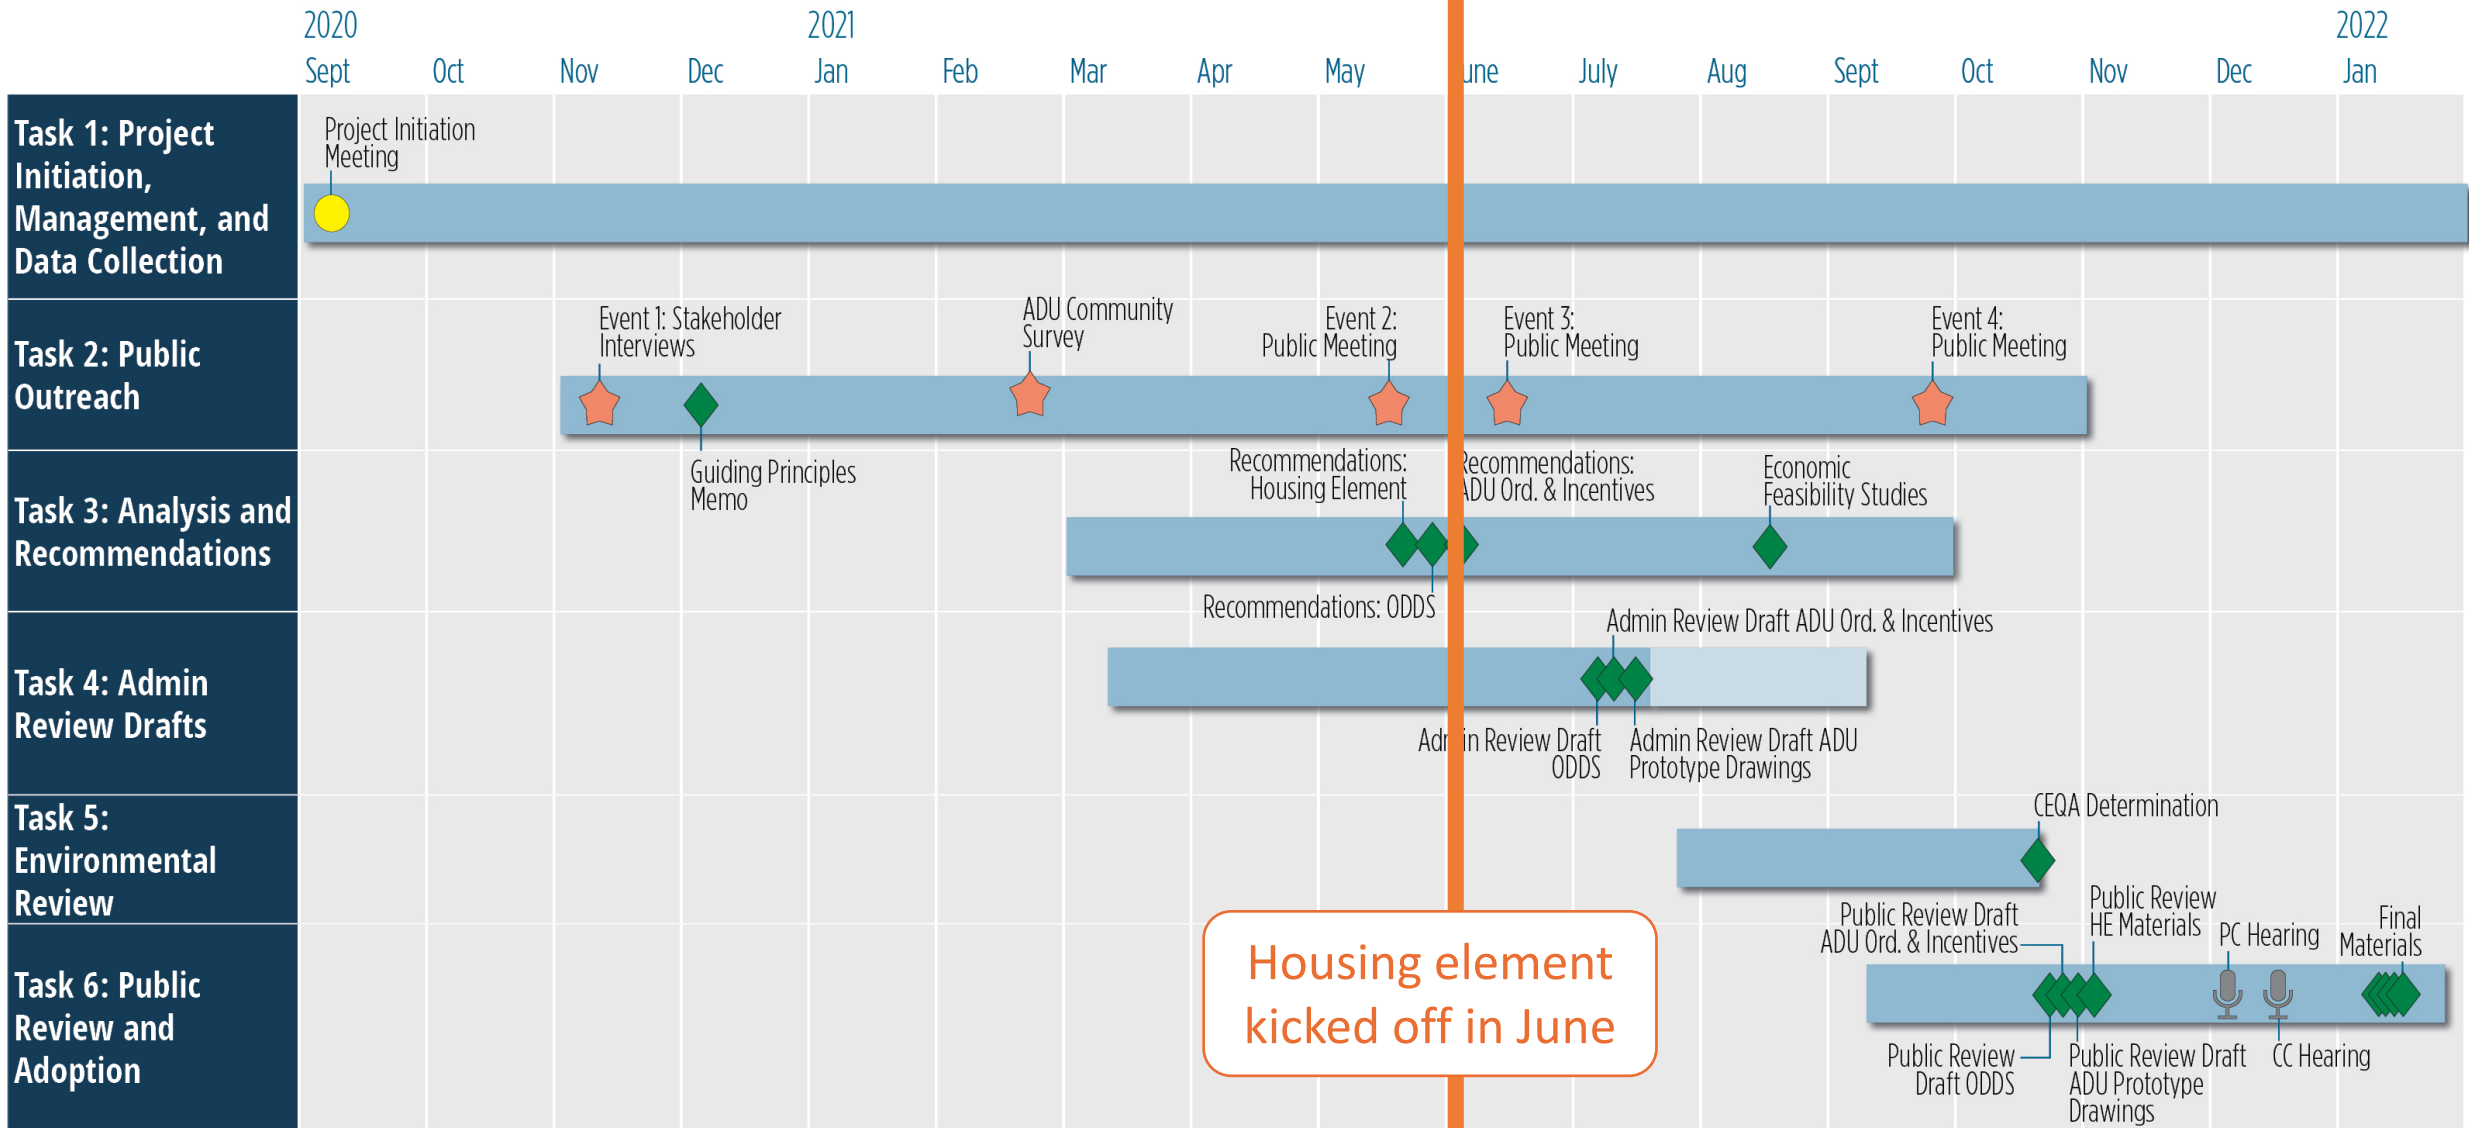 2020
2021
2022
Sept
Oct
Nov
Dec
Jan
Feb
Mar
Apr
May
une
July
Aug
Sept
Oct
Nov
Dec
Jan
Task 1: Project
Initiation,
Management, and
Data Collection
Project Initiation
Meeting
Task 2: Public
Outreach
Event 1: Stakeholder
Interviews
ADU Community
Survey
Event 2:
Public Meeting
Event 3:
Public Meeting
Event 4:
Public Meeting
Guiding Principles
Memo
Task 3: Analysis and
Recommendations
Recommendations:
Housing Element
Recommendations:
ADU Ord. & Incentives
Economic
Feasibility Studies
Recommendations: ODDS
Task 4: Admin
Review Drafts
Admin Review Draft ADU Ord. & Incentives
Admin Review Draft
ODDS
Admin Review Draft ADU
Prototype Drawings
Task 5:
Environmental
Review
CEQA Determination
Task 6: Public
Review and
Adoption
Public Review Draft
ADU Ord. & Incentives
Public Review
HE Materials
PC Hearing
Final
Materials
Public Review
Draft ODDS
Public Review Draft
ADU Prototype
Drawings
CC Hearing
Housing element
kicked off in June